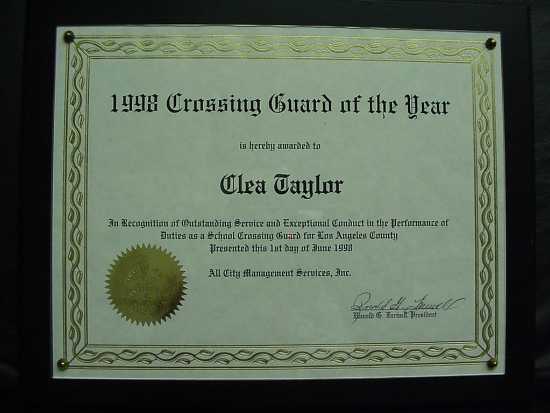 1998 Crossing Guard of the Year
is hereby awarded to
Clea Taylor
In Recognition of Outstanding Service and Exceptional Conduct in the Performance of
Duties as a School Crossing Guard for Los Angeles County
Presented this 1st day of June 1998
All City Management Services, Inc.
Ronald G. President